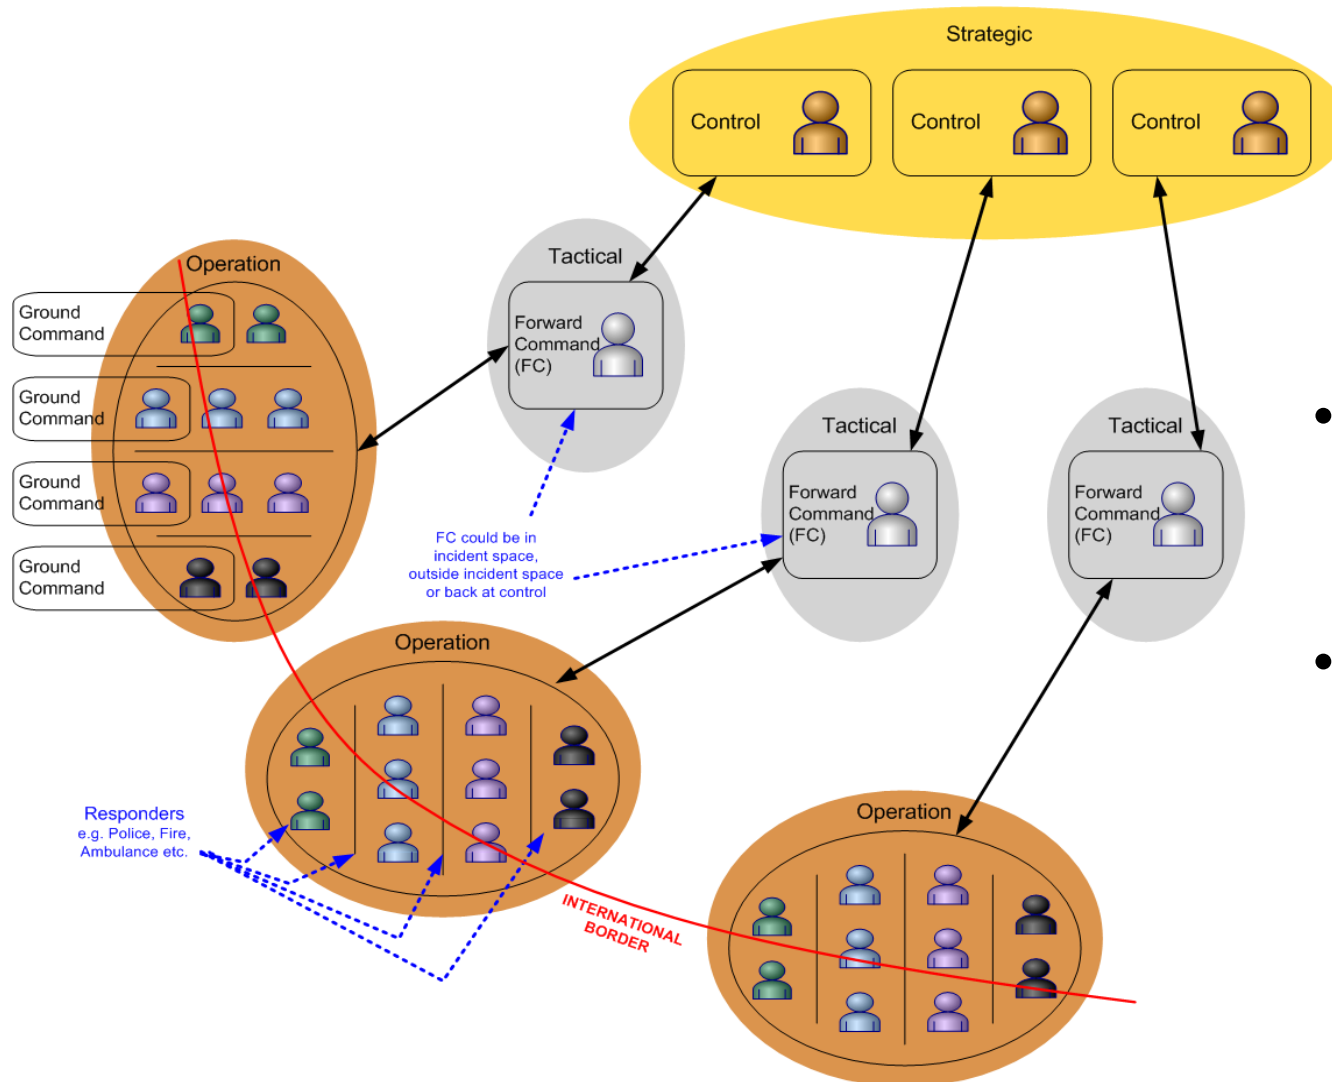 Strategic
Control
Control
Control
Tactical
Forward
Command
(FC)
Operation
Ground
Command
Ground
Command
Ground
Command
Ground
Command
Tactical
Forward
Command
(FC)
Tactical
Forward
Command
(FC)
FC could be in
incident space,
outside incident space
or back at control
Operation
Responders
e.g. Police, Fire,
Ambulance etc.
Operation
INTERNATIONAL
BORDER